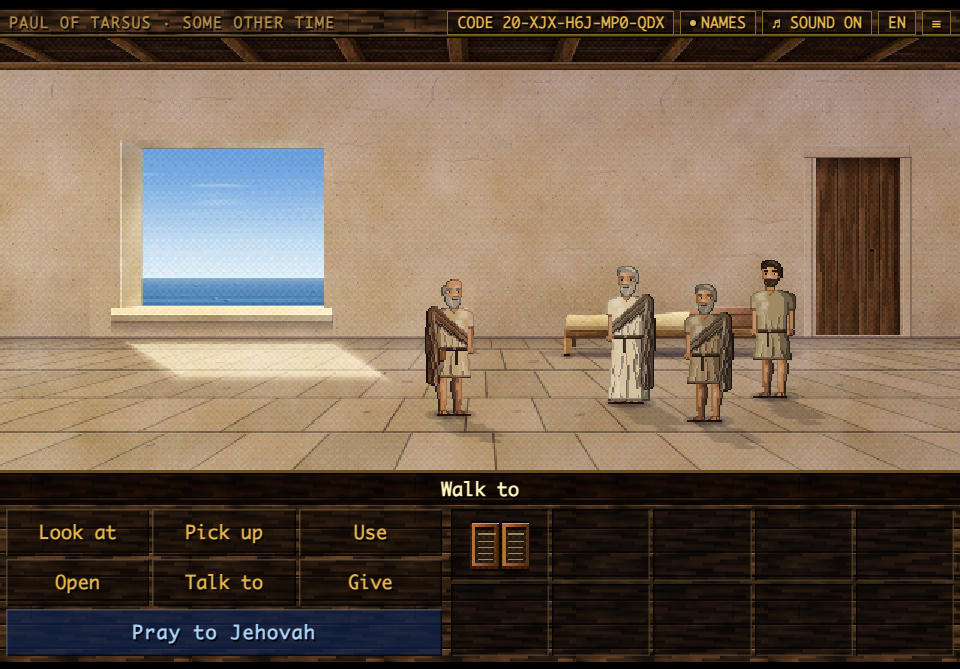 PAUL OF TARSUS · SOME OTHER TIME
CODE 20-XJX-H6J-MP0-QDX
• NAMES
♬ SOUND ON
EN
≡
Walk to
Look at
Pick up
Use
Open
Talk to
Give
Pray to Jehovah